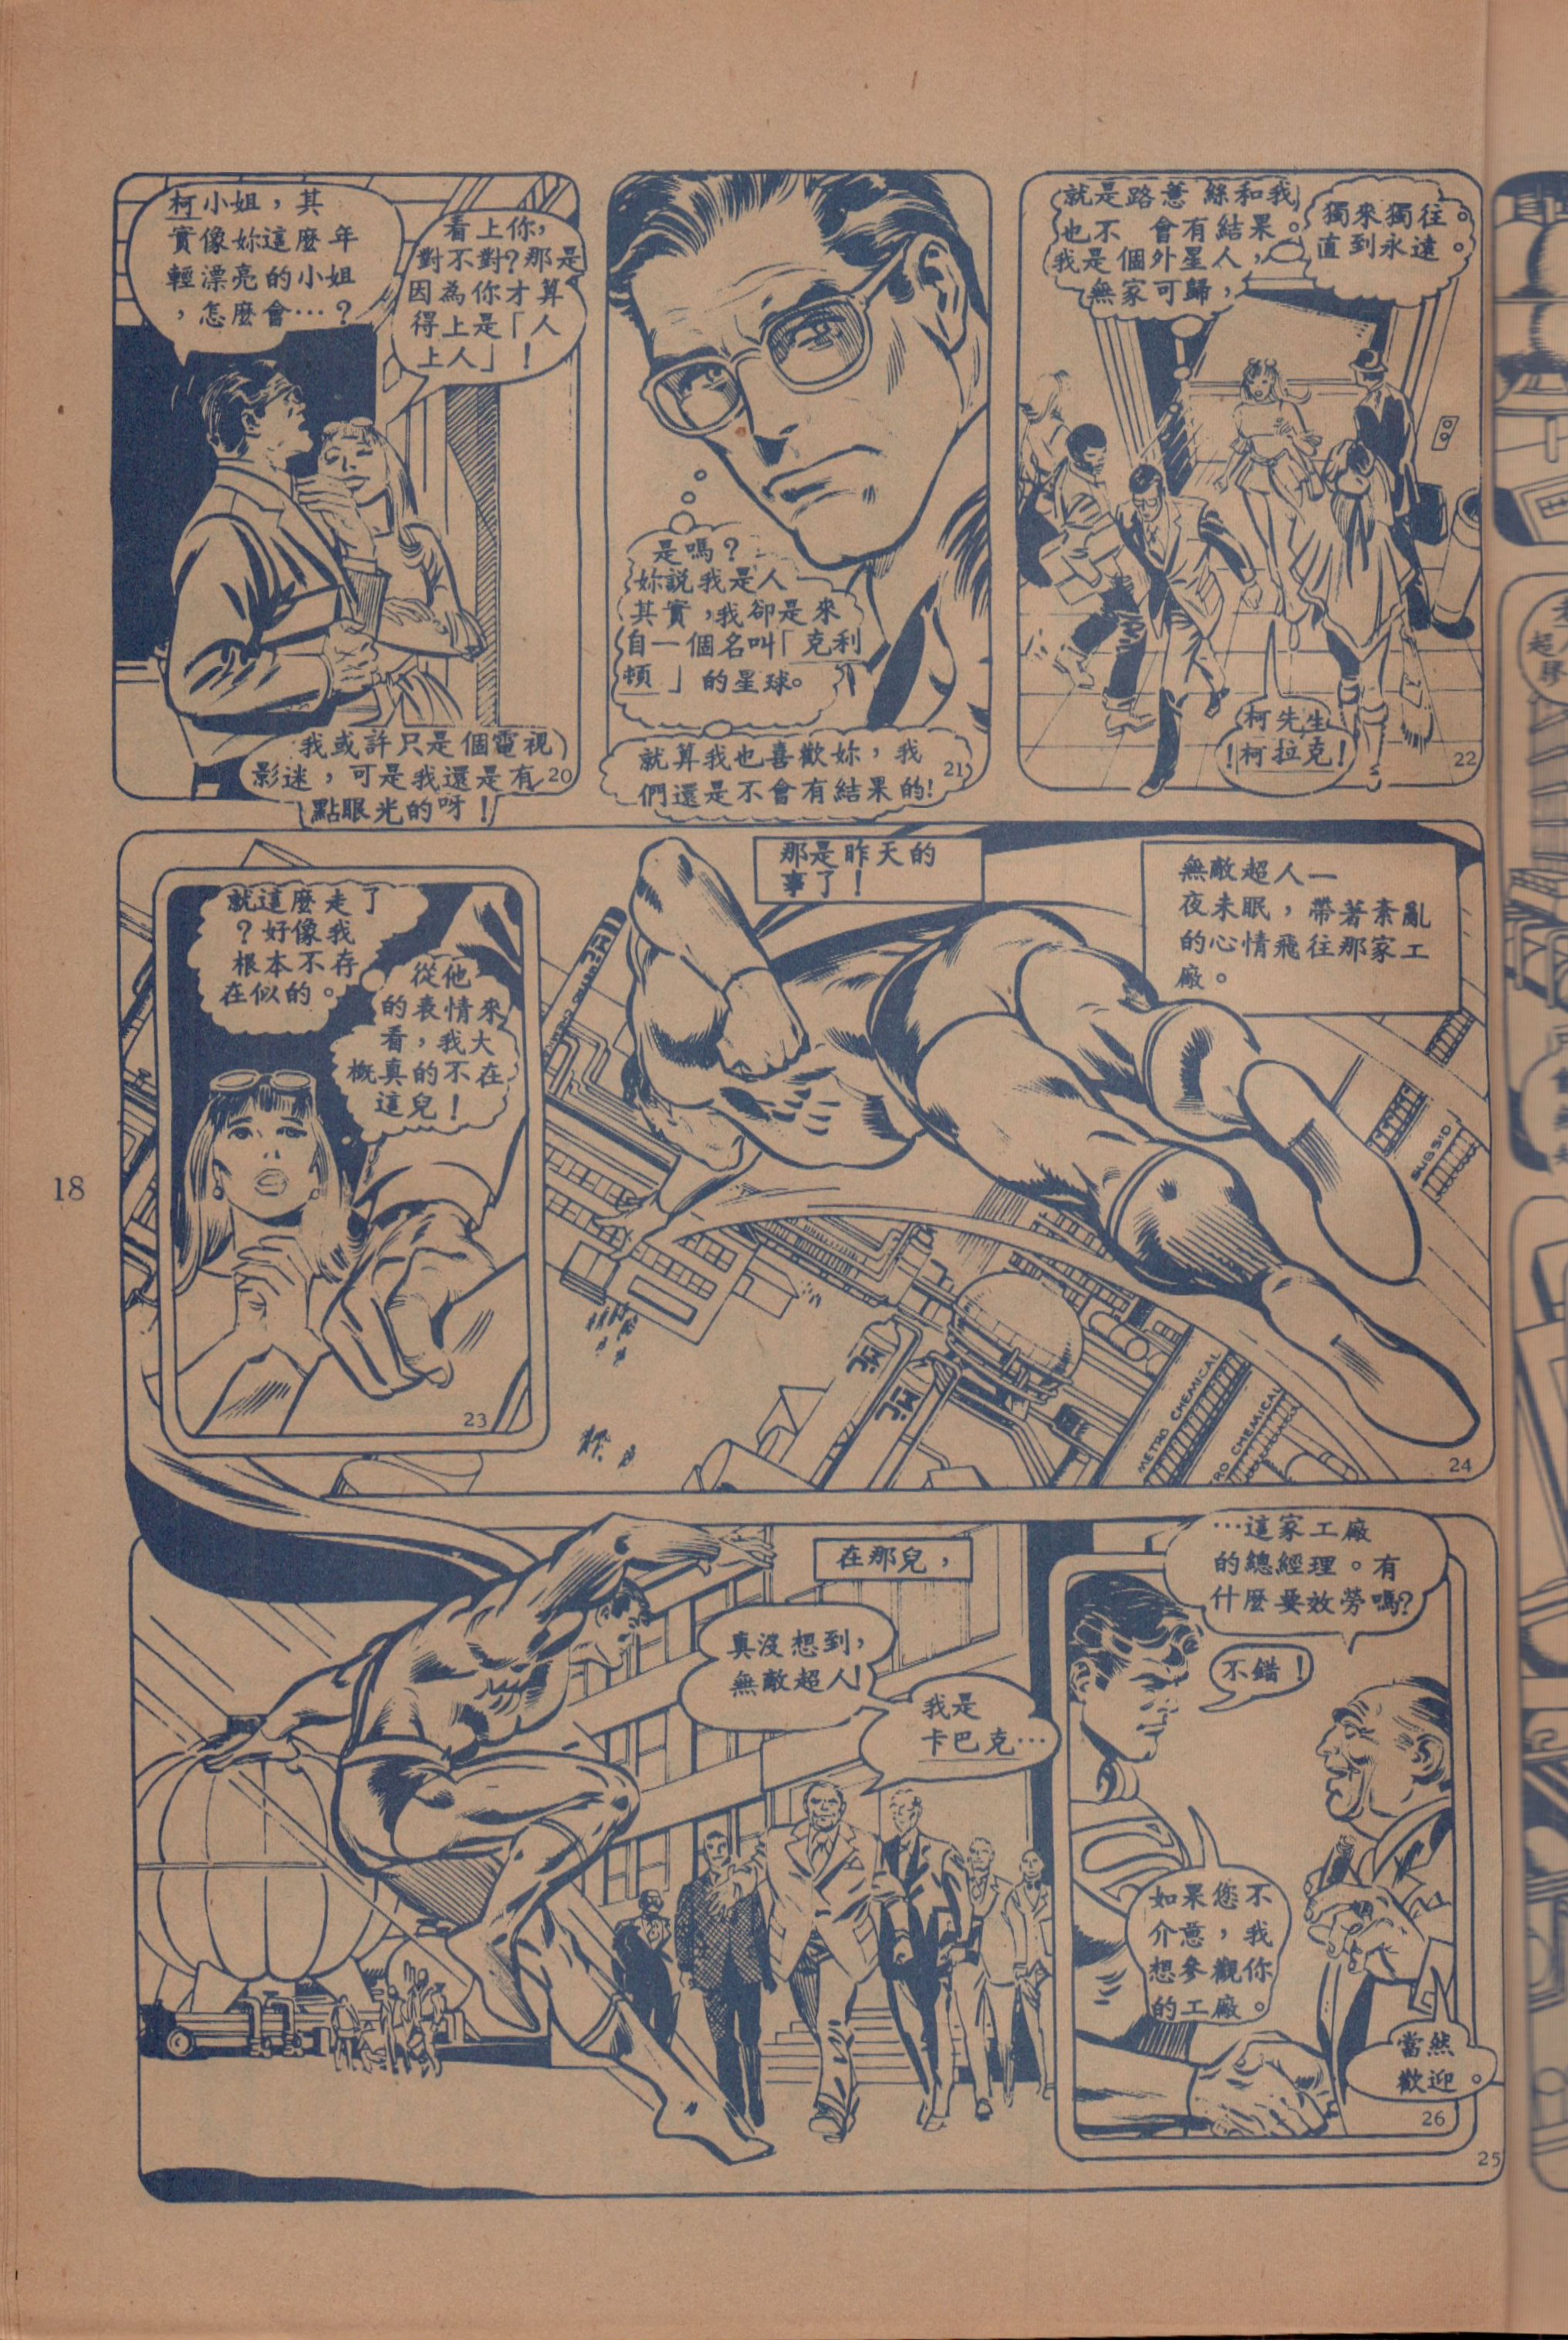 柯小姐，其
實像妳這麼年
輕漂亮的小姐
，怎麼會…？
看上你，
對不對？那是
因為你才算
得上是「人
上人」！
我或許只是個電視
影迷，可是我還是有
點眼光的呀！
20
是嗎？
妳説我是人
其實，我卻是來
自一個名叫「克利
頓」的星球。
就算我也喜歡妳，我
們還是不會有結果的！
21
就是路薏絲和我
也不 會有結果。
我是個外星人，
無家可歸，
獨來獨往。
直到永遠。
柯先生
！柯拉克！
22
就這麼走了
？好像我
根本不存
在似的。
從他
的表情來
看，我大
概真的不在
這兒！
23
那是昨天的
事了！
無敵超人一
夜未眠，帶著紊亂
的心情飛往那家工
廠。
SUBSID
METRO CHEMICAL
RO CHEMICAL
24
18
在那兒，
真沒想到，
無敵超人！
我是
卡巴克…
…這家工廠
的總經理。有
什麼要效勞嗎？
不錯！
如果您不
介意，我
想參觀你
的工廠。
當然
歡迎。
26
25